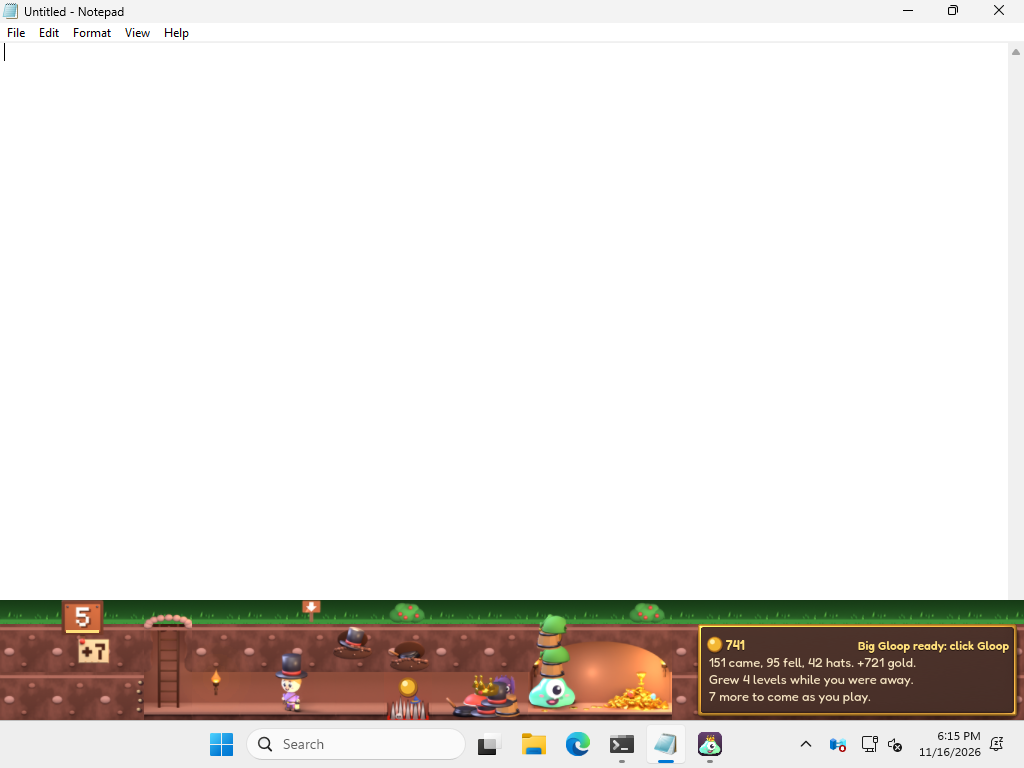 Untitled - Notepad
File Edit Format View Help
5
+7
741 Big Gloop ready: click Gloop
151 came, 95 fell, 42 hats. +721 gold.
Grew 4 levels while you were away.
7 more to come as you play.
Search
6:15 PM
11/16/2026